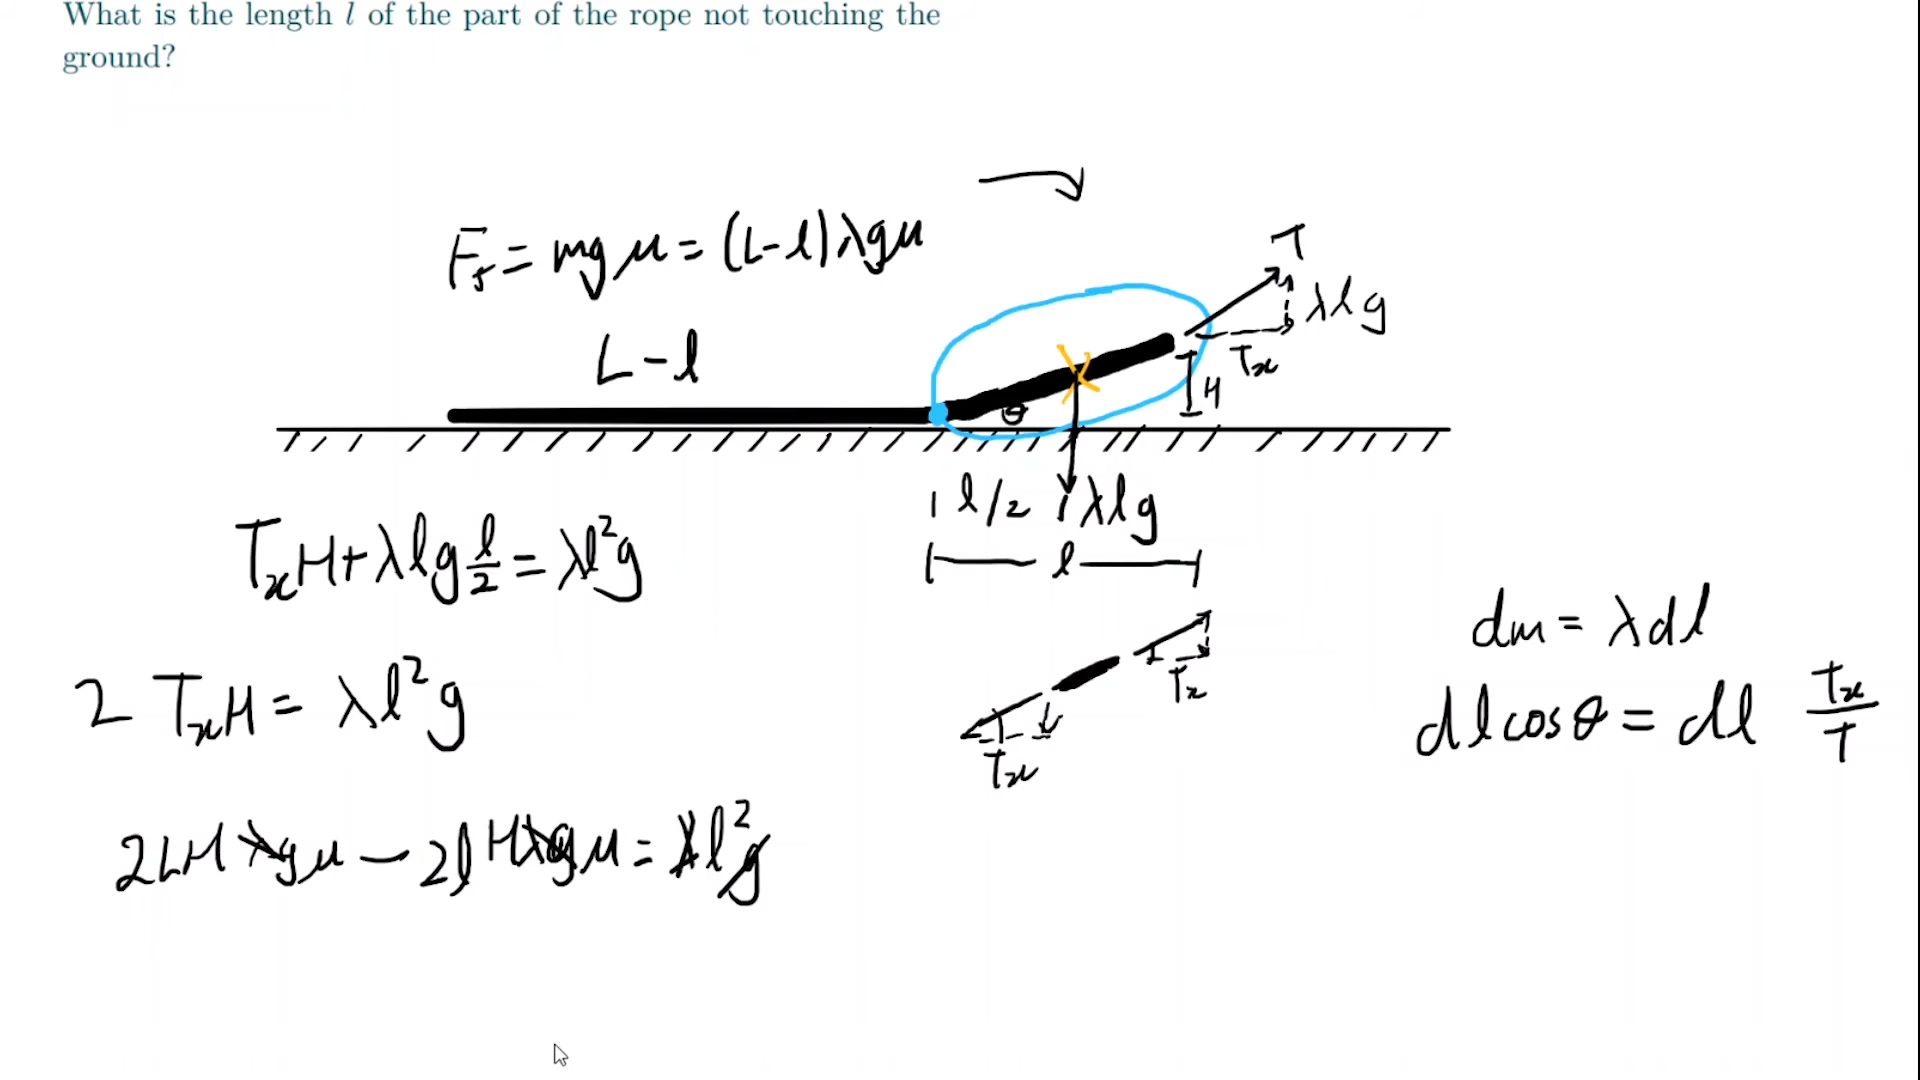 What is the length l of the part of the rope not touching the
ground?
F_f = mgμ = (L-l)λgμ
T
λlg
T_x
H
L-l
θ
l/2
λlg
l
T_xH + λlg l/2 = λl²g
dm = λdl
T_x
2 T_xH = λl²g
dl cosθ = dl T_x/T
T_x
2LHλgμ - 2lHλgμ = λl²g